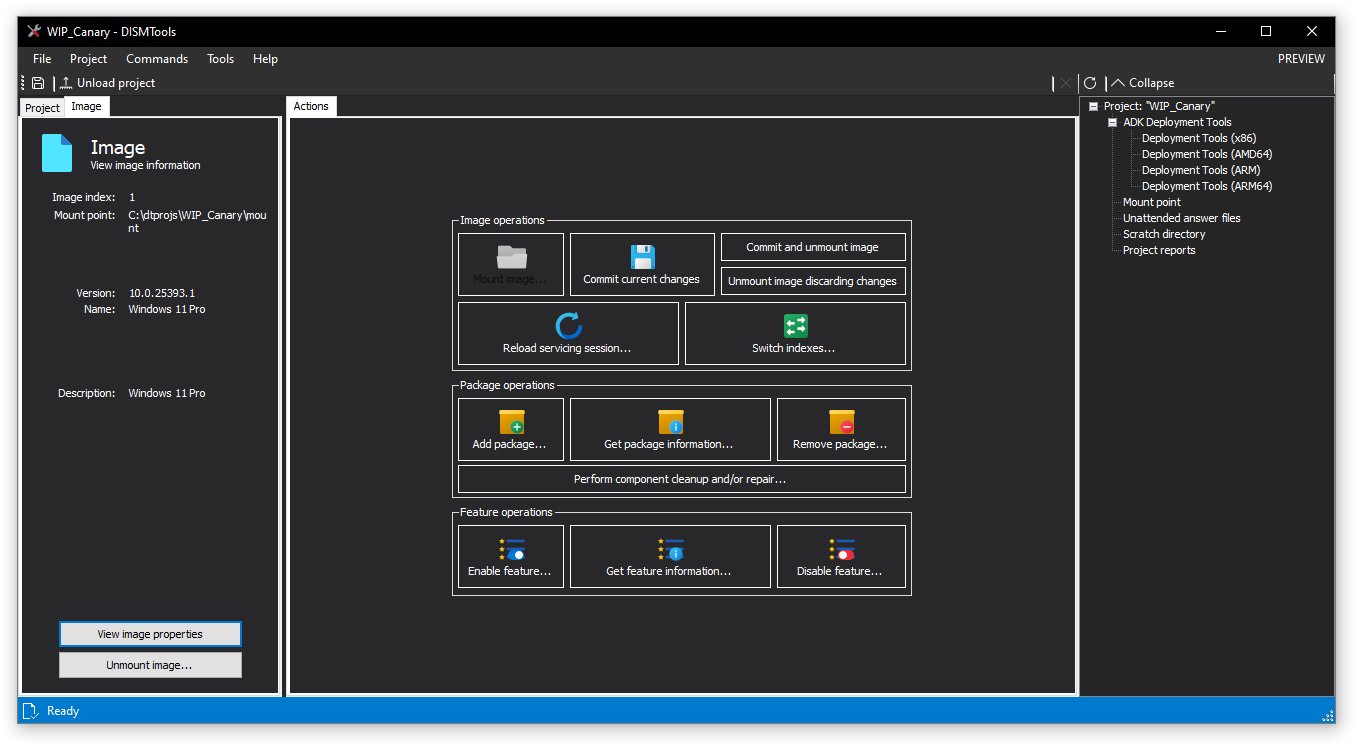 WIP_Canary - DISMTools
File Project Commands Tools Help PREVIEW
Unload project Collapse
Project Image
Image
View image information
Image index: 1
Mount point: C:\dtprojs\WIP_Canary\mou
nt
Version: 10.0.25393.1
Name: Windows 11 Pro
Description: Windows 11 Pro
View image properties
Unmount image...
Actions
Image operations
Mount image...
Commit current changes
Commit and unmount image
Unmount image discarding changes
Reload servicing session...
Switch indexes...
Package operations
Add package...
Get package information...
Remove package...
Perform component cleanup and/or repair...
Feature operations
Enable feature...
Get feature information...
Disable feature...
Project: "WIP_Canary"
ADK Deployment Tools
Deployment Tools (x86)
Deployment Tools (AMD64)
Deployment Tools (ARM)
Deployment Tools (ARM64)
Mount point
Unattended answer files
Scratch directory
Project reports
Ready